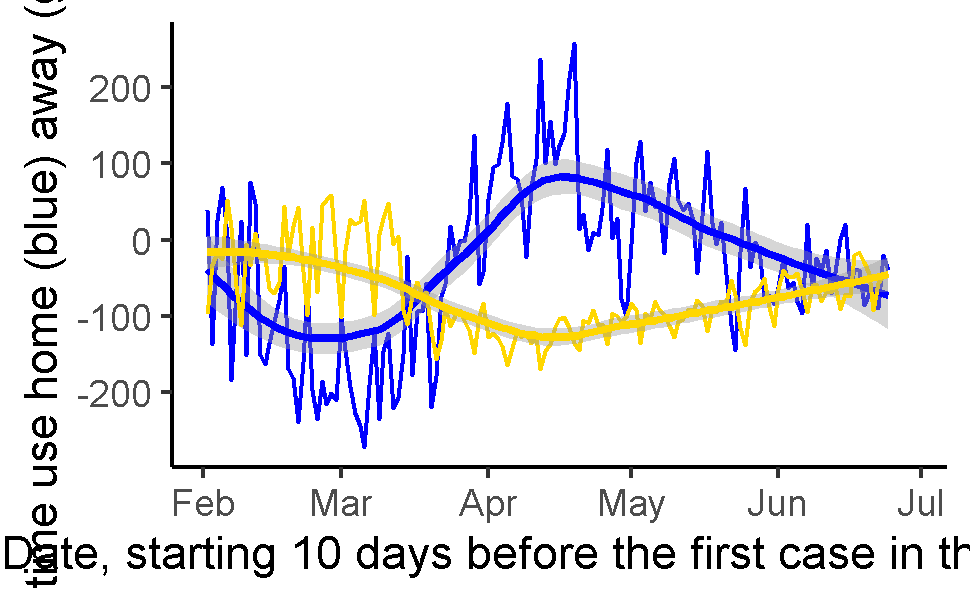 time use home (blue) away (
200
100
0
-100
-200
Feb Mar Apr May Jun Jul
Date, starting 10 days before the first case in th